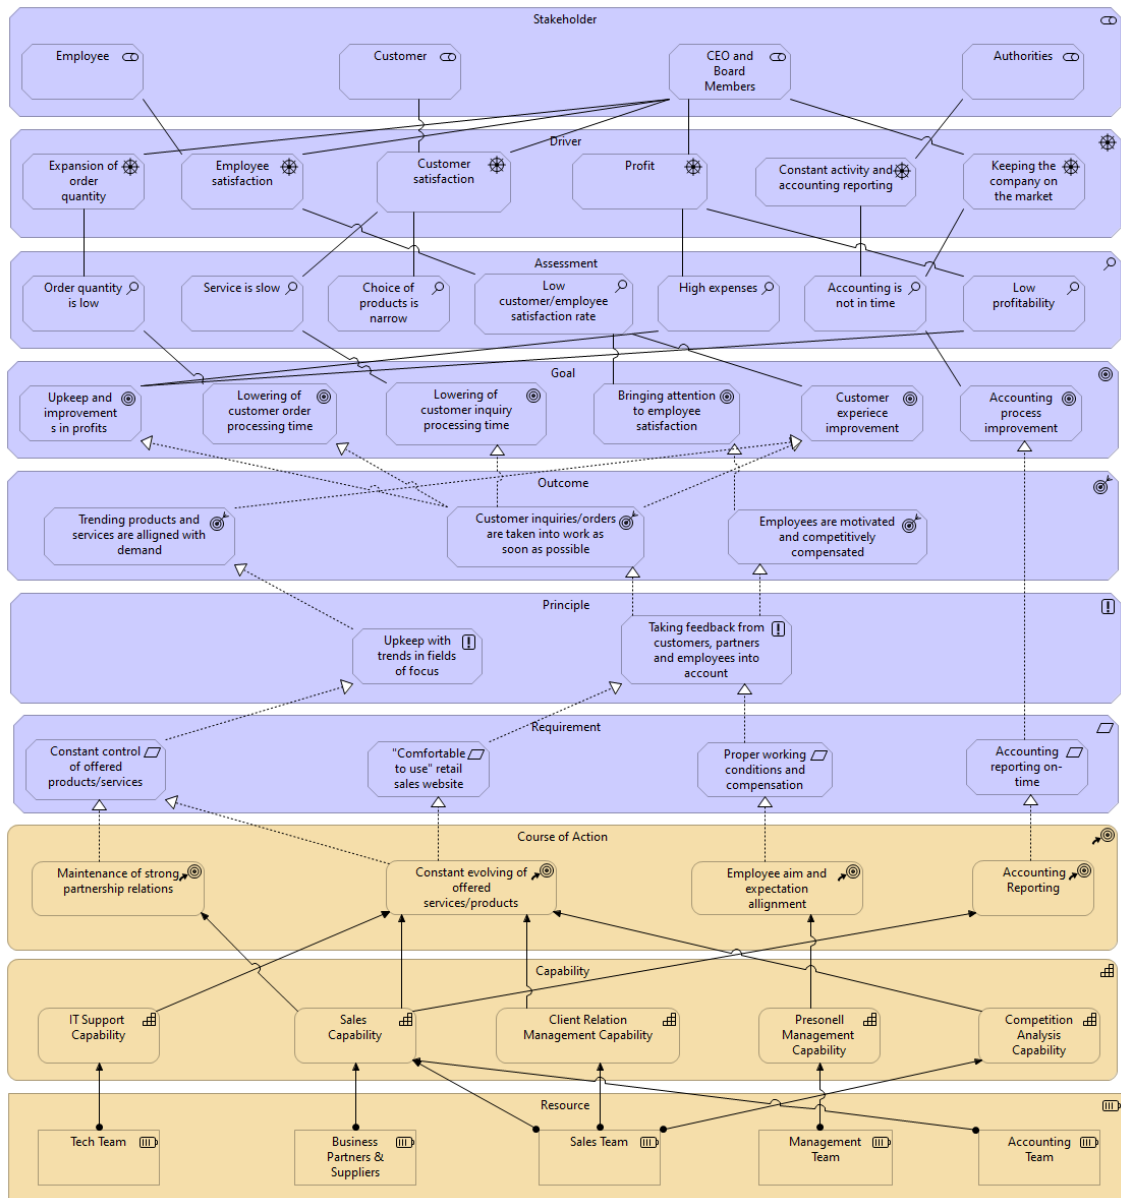 Stakeholder
Employee
Customer
CEO and
Board
Members
Authorities
Driver
Expansion of
order
quantity
Employee
satisfaction
Customer
satisfaction
Profit
Constant activity and
accounting reporting
Keeping the
company on
the market
Assessment
Order quantity
is low
Service is slow
Choice of
products is
narrow
Low
customer/employee
satisfaction rate
High expenses
Accounting is
not in time
Low
profitability
Goal
Upkeep and
improvement
s in profits
Lowering of
customer order
processing time
Lowering of
customer inquiry
processing time
Bringing attention
to employee
satisfaction
Customer
experiece
improvement
Accounting
process
improvement
Outcome
Trending products and
services are alligned with
demand
Customer inquiries/orders
are taken into work as
soon as possible
Employees are motivated
and competitively
compensated
Principle
Upkeep with
trends in fields
of focus
Taking feedback from
customers, partners
and employees into
account
Requirement
Constant control
of offered
products/services
"Comfortable
to use" retail
sales website
Proper working
conditions and
compensation
Accounting
reporting on-
time
Course of Action
Maintenance of strong
partnership relations
Constant evolving of
offered
services/products
Employee aim and
expectation
allignment
Accounting
Reporting
Capability
IT Support
Capability
Sales
Capability
Client Relation
Management Capability
Presonell
Management
Capability
Competition
Analysis
Capability
Resource
Tech Team
Business
Partners &
Suppliers
Sales Team
Management
Team
Accounting
Team